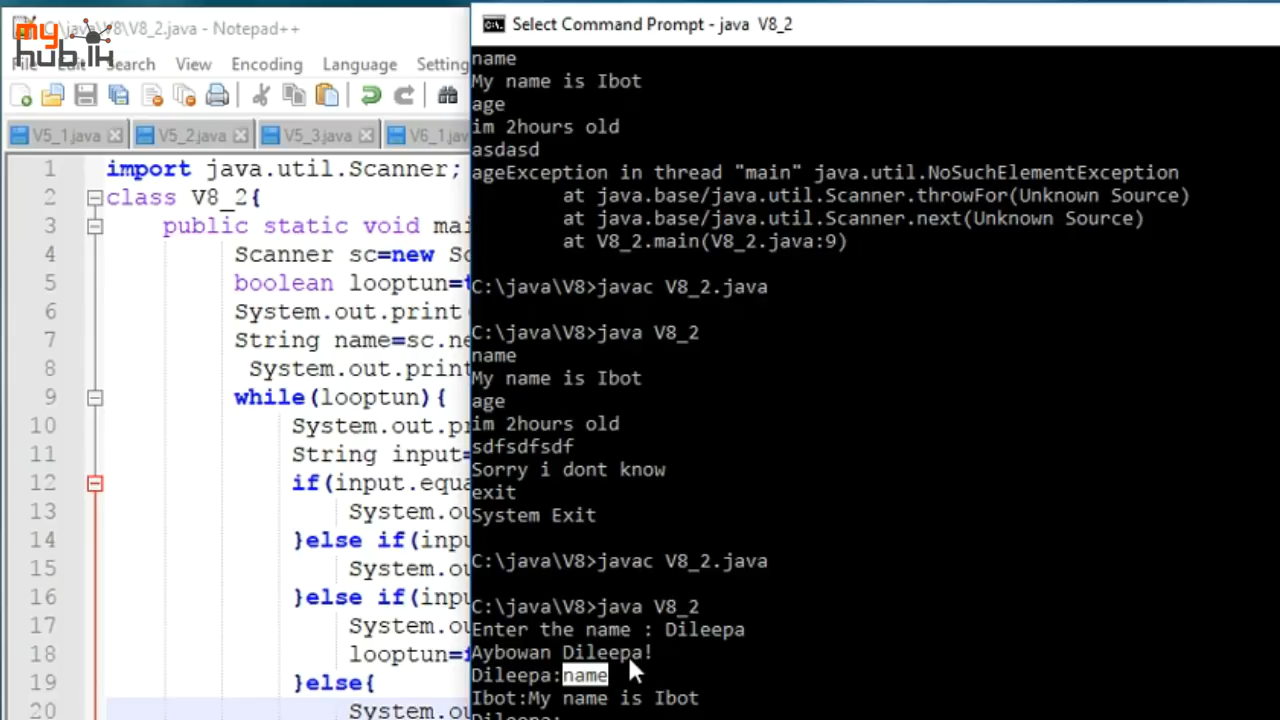 my
hub.lk
C:\java\V8\V8_2.java - Notepad++
File Edit Search View Encoding Language Setting
V5_1.java V5_2.java V5_3.java V6_1.jav
1 import java.util.Scanner;
2 class V8_2{
3 public static void mai
4 Scanner sc=new Sc
5 boolean looptun=t
6 System.out.print(
7 String name=sc.ne
8 System.out.print
9 while(looptun){
10 System.out.pr
11 String input=
12 if(input.equa
13 System.ou
14 }else if(inpu
15 System.ou
16 }else if(inpu
17 System.ou
18 looptun=f
19 }else{
20 System.ou
Select Command Prompt - java V8_2
name
My name is Ibot
age
im 2hours old
asdasd
ageException in thread "main" java.util.NoSuchElementException
at java.base/java.util.Scanner.throwFor(Unknown Source)
at java.base/java.util.Scanner.next(Unknown Source)
at V8_2.main(V8_2.java:9)
C:\java\V8>javac V8_2.java
C:\java\V8>java V8_2
name
My name is Ibot
age
im 2hours old
sdfsdfsdf
Sorry i dont know
exit
System Exit
C:\java\V8>javac V8_2.java
C:\java\V8>java V8_2
Enter the name : Dileepa
Aybowan Dileepa!
Dileepa:name
Ibot:My name is Ibot
Dileepa: